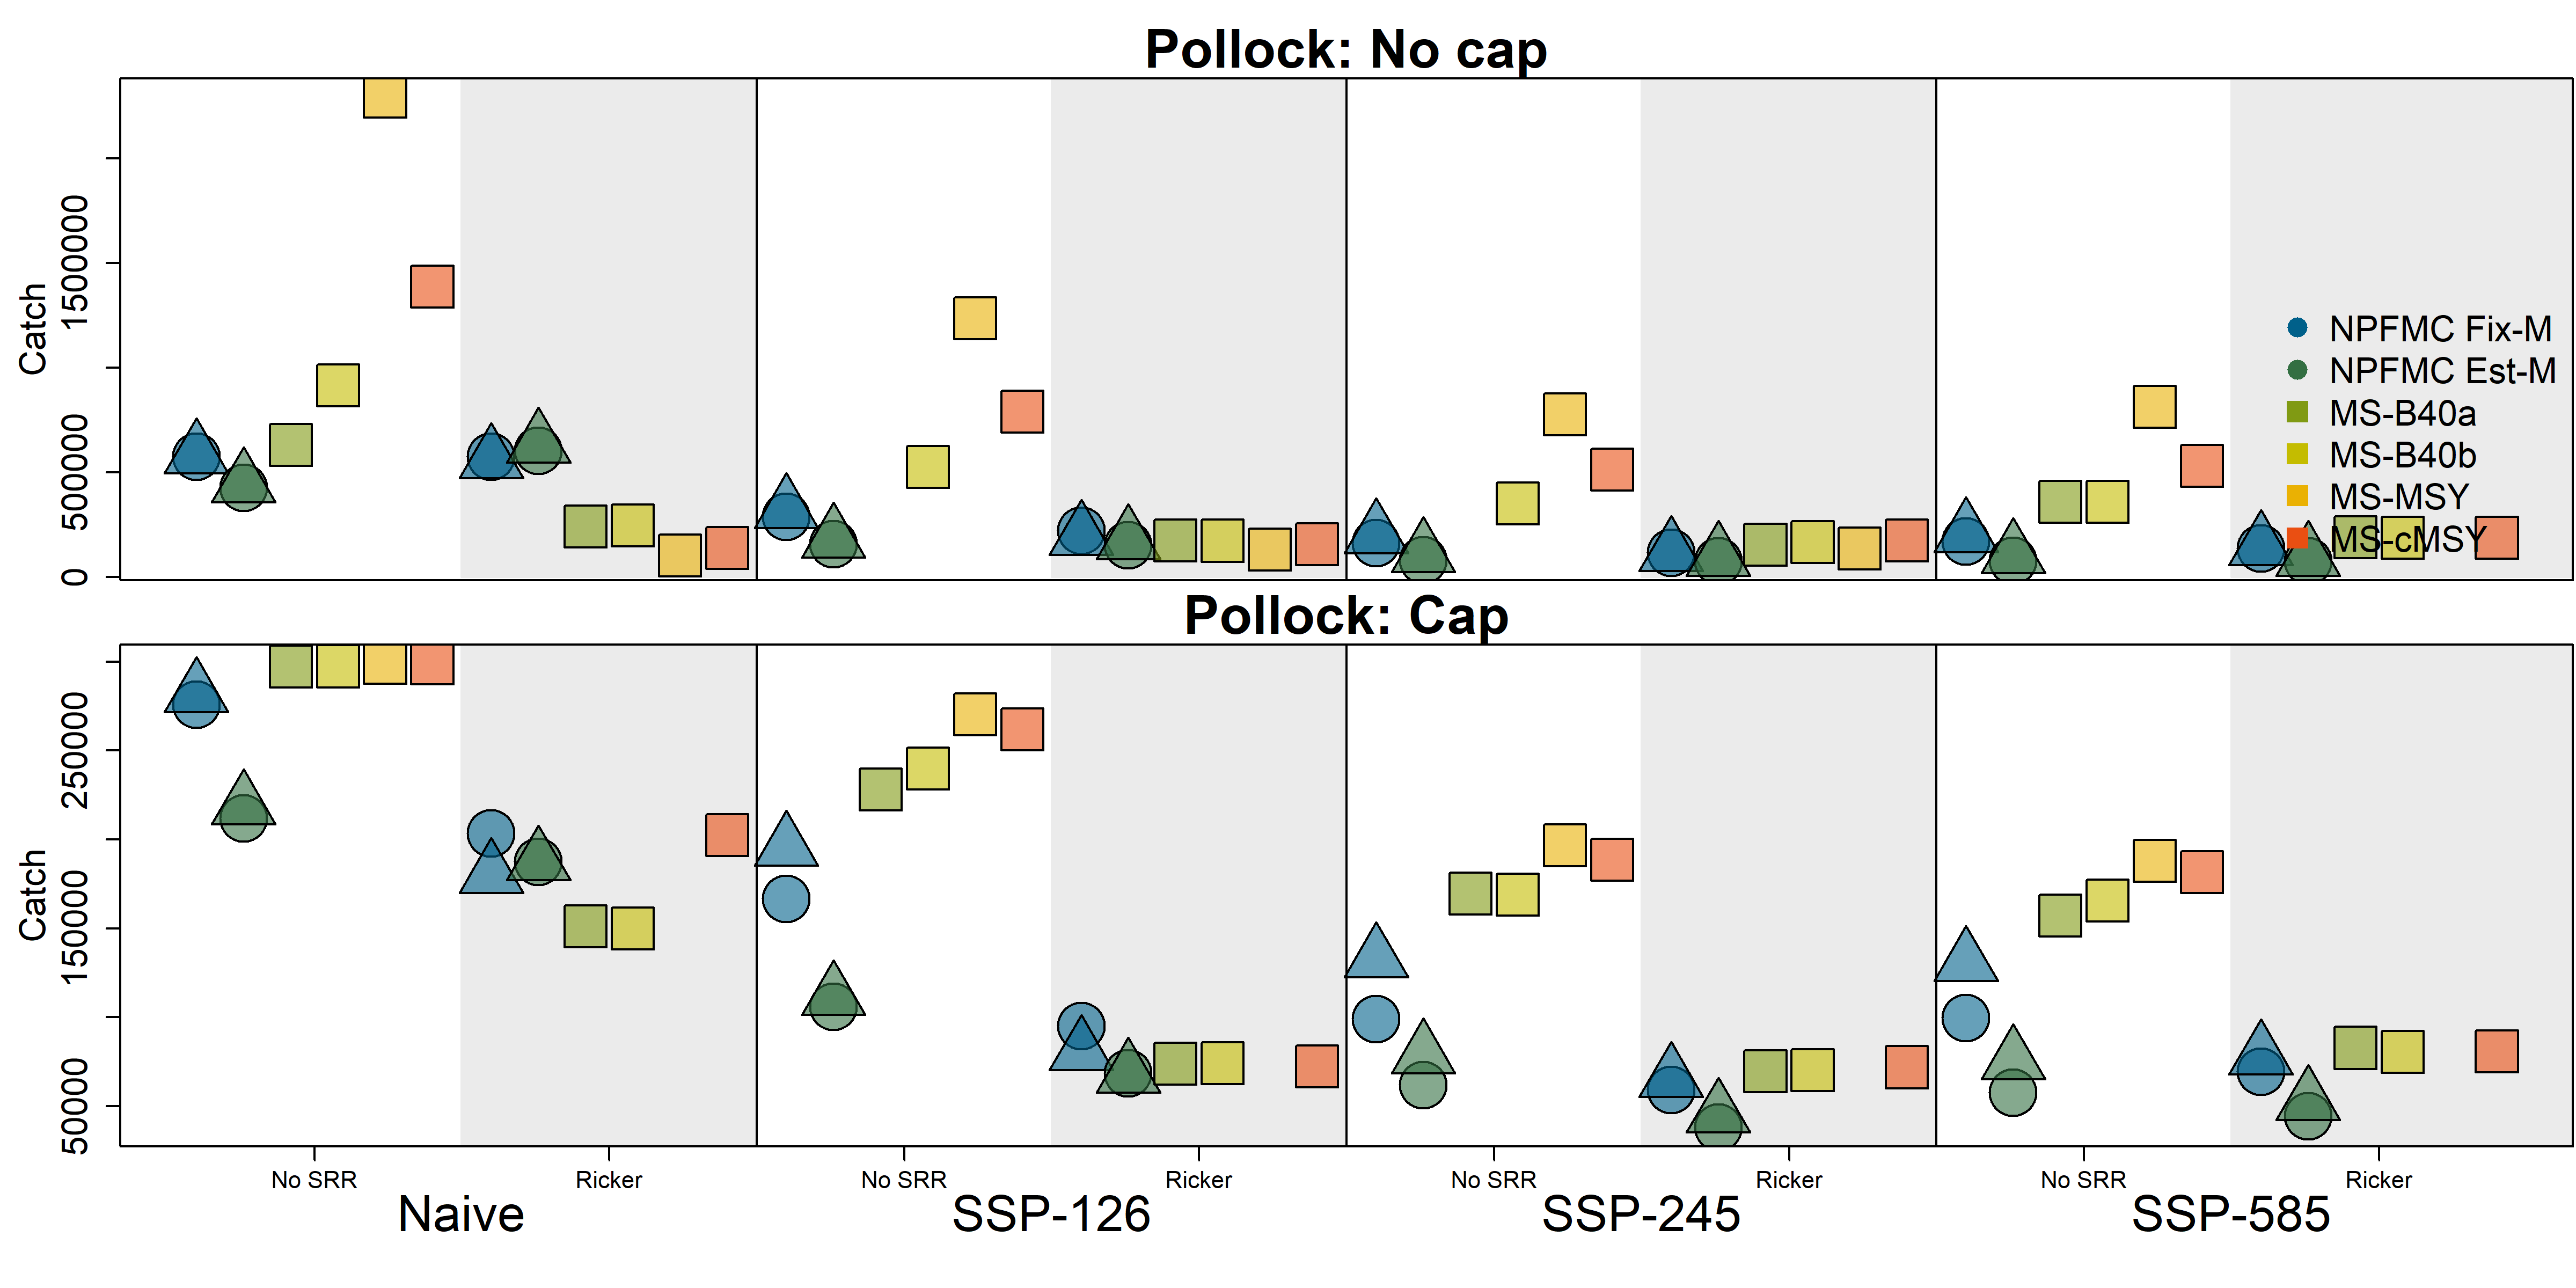 Pollock: No cap
Catch
0
500000
1500000
NPFMC Fix-M
NPFMC Est-M
MS-B40a
MS-B40b
MS-MSY
MS-cMSY
Pollock: Cap
Catch
50000
150000
250000
No SRR
Ricker
No SRR
Ricker
No SRR
Ricker
No SRR
Ricker
Naive
SSP-126
SSP-245
SSP-585